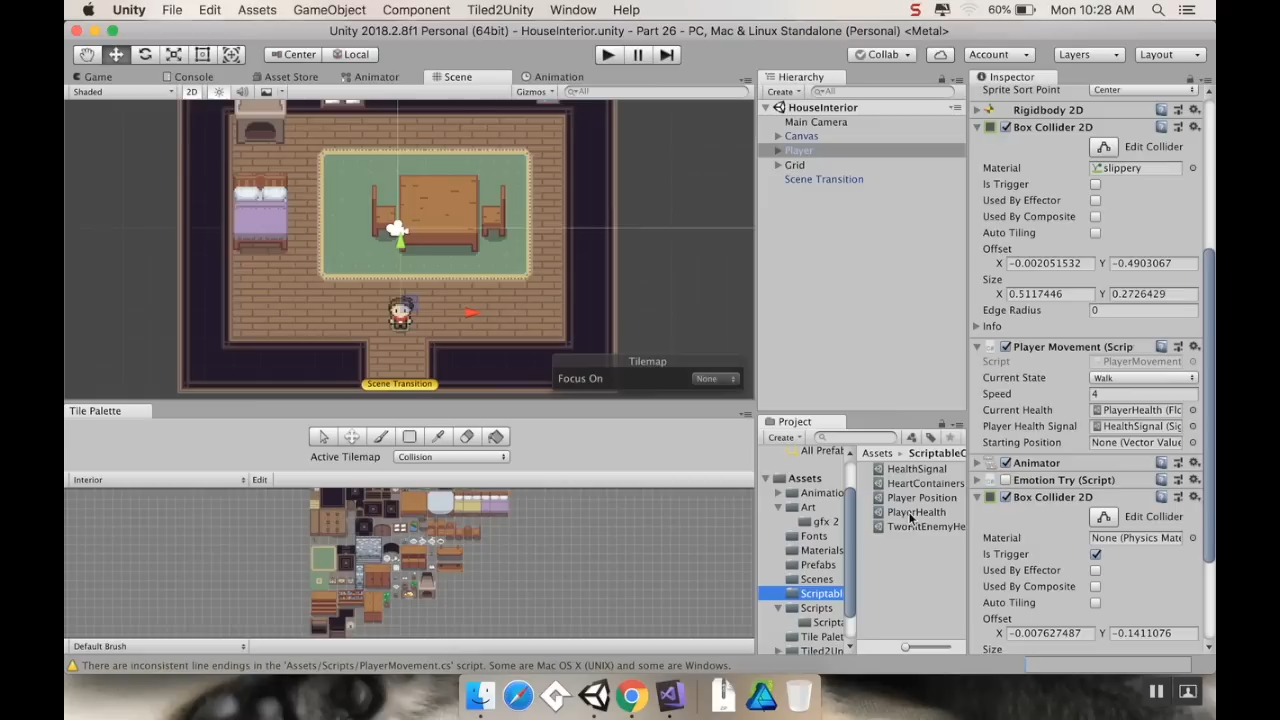 Unity File Edit Assets GameObject Component Tiled2Unity Window Help 60% Mon 10:28 AM
Unity 2018.2.8f1 Personal (64bit) - HouseInterior.unity - Part 26 - PC, Mac & Linux Standalone (Personal) <Metal>
Center Local Collab Account Layers Layout
Game Console Asset Store Animator Scene Animation
Shaded 2D Gizmos All
Scene Transition
Tilemap
Focus On None
Tile Palette
Active Tilemap Collision
Interior Edit
Default Brush
Hierarchy
Create All
HouseInterior
Main Camera
Canvas
Player
Grid
Scene Transition
Project
Create
All Prefat
Assets
Animatio
Art
gfx 2
Fonts
Materials
Prefabs
Scenes
Scriptabl
Scripts
Scripta
Tile Palet
Tiled2Un
Assets ScriptableC
HealthSignal
HeartContainers
Player Position
PlayerHealth
TwoHitEnemyHe
Inspector
Sprite Sort Point Center
Rigidbody 2D
Box Collider 2D
Edit Collider
Material slippery
Is Trigger
Used By Effector
Used By Composite
Auto Tiling
Offset
X -0.002051532 Y -0.4903067
Size
X 0.5117446 Y 0.2726429
Edge Radius 0
Info
Player Movement (Scrip
Script PlayerMovement
Current State Walk
Speed 4
Current Health PlayerHealth (Flo
Player Health Signal HealthSignal (Sig
Starting Position None (Vector Value
Animator
Emotion Try (Script)
Box Collider 2D
Edit Collider
Material None (Physics Mate
Is Trigger
Used By Effector
Used By Composite
Auto Tiling
Offset
X -0.007627487 Y -0.1411076
Size
There are inconsistent line endings in the 'Assets/Scripts/PlayerMovement.cs' script. Some are Mac OS X (UNIX) and some are Windows.